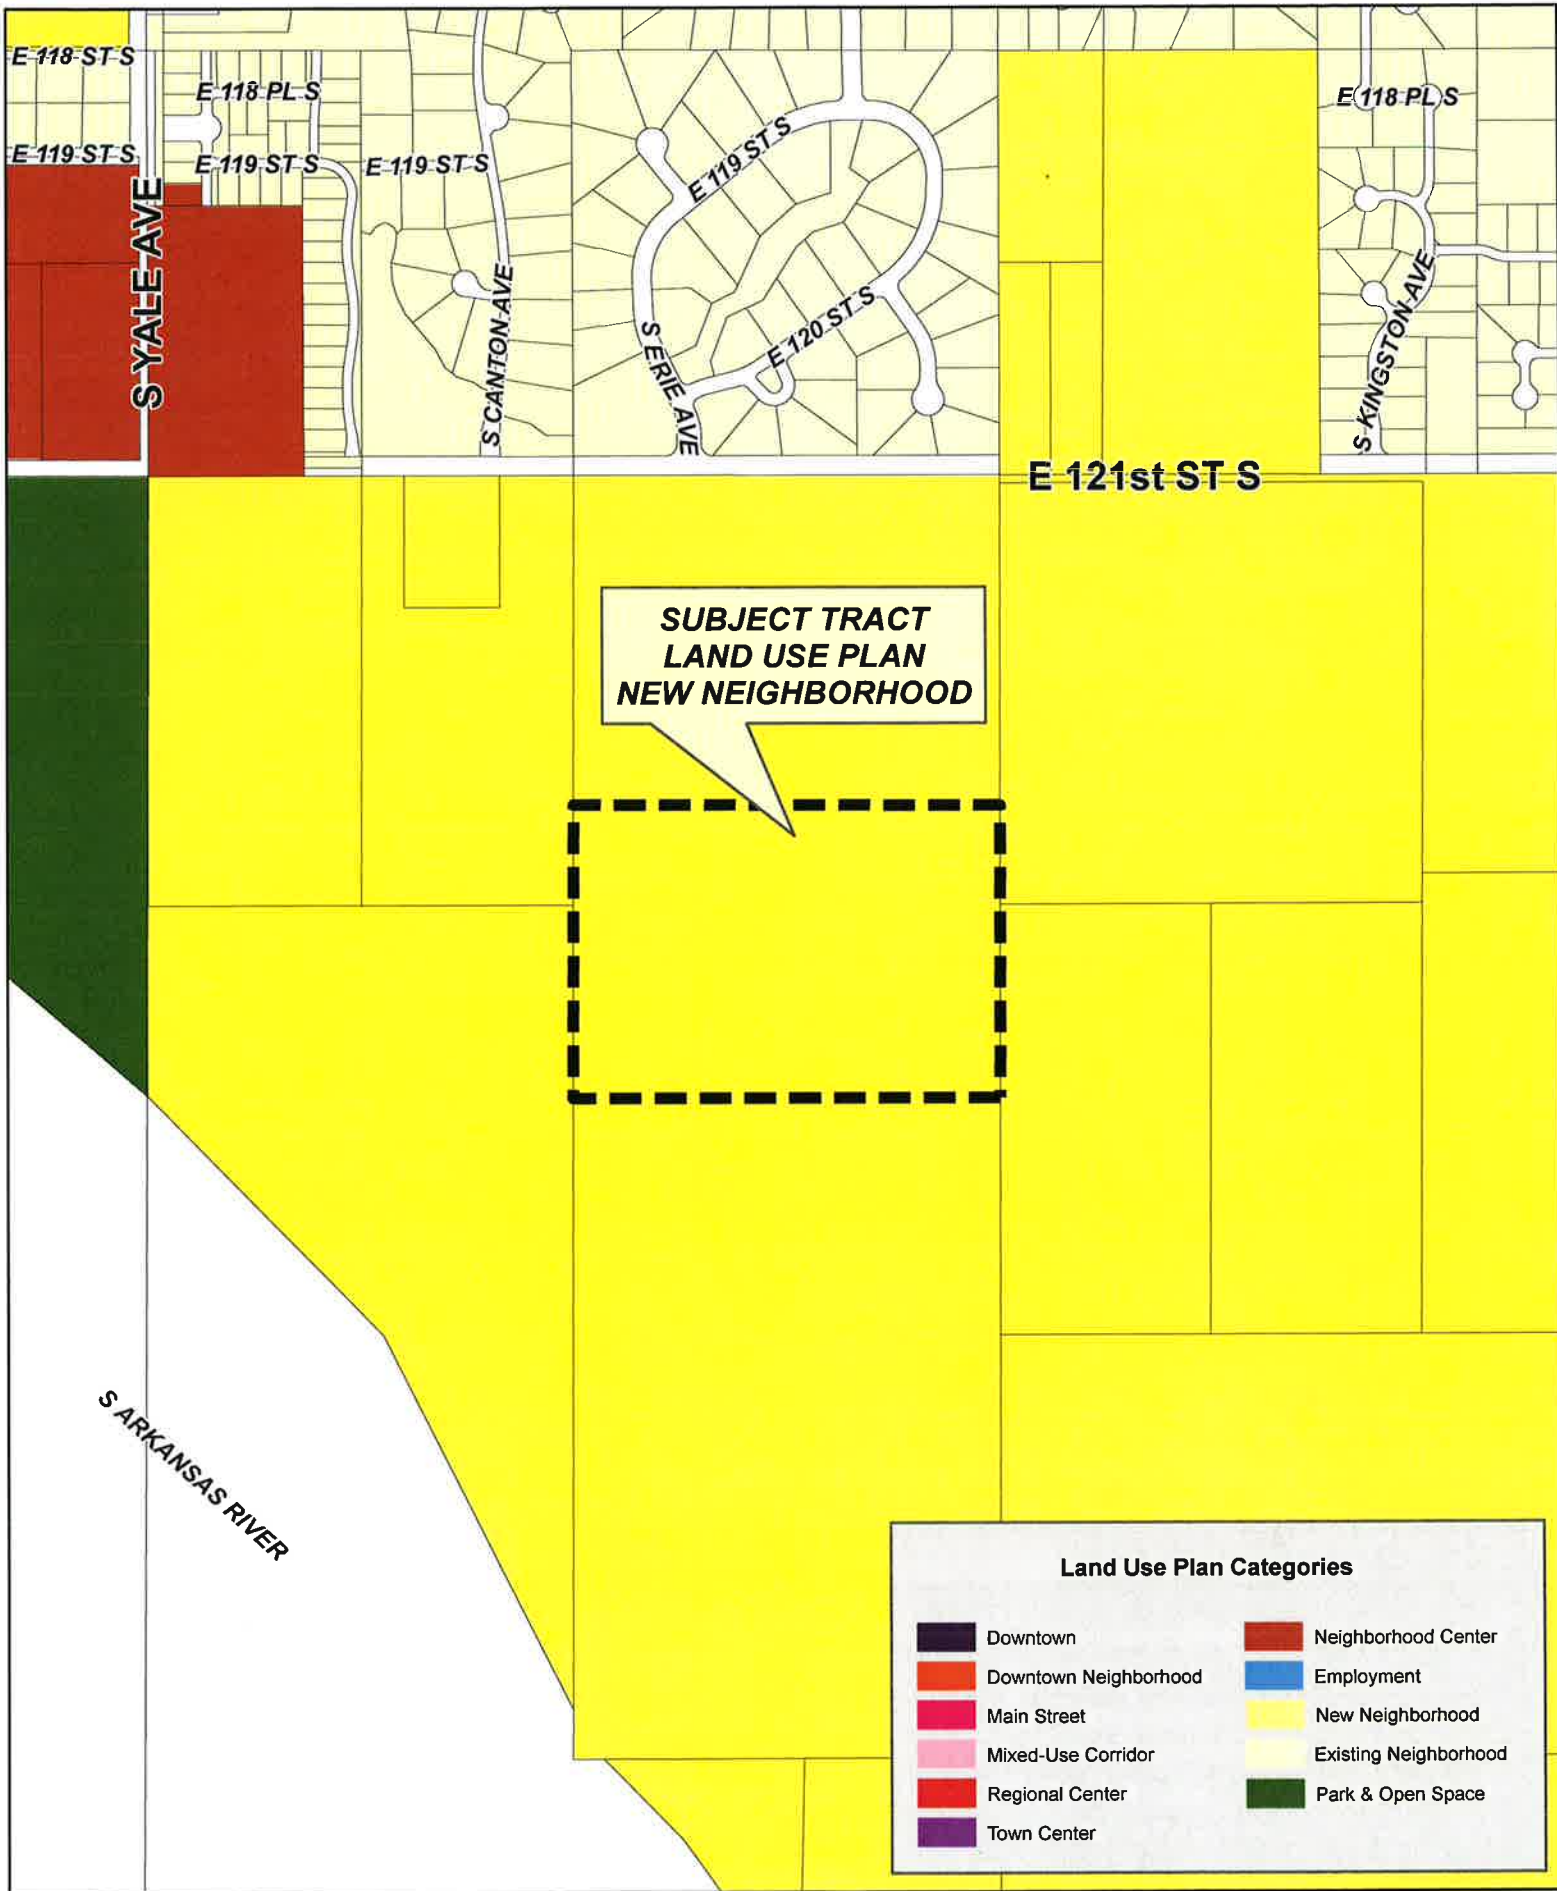 E 118 ST S
E 118 PL S
E 118 PL S
E 119 ST S
E 119 ST S
E 119 ST S
E 119 ST S
S YALE AVE
S CANTON AVE
S ERIE AVE
E 120 ST S
S KINGSTON AVE
E 121st ST S
SUBJECT TRACT
LAND USE PLAN
NEW NEIGHBORHOOD
S ARKANSAS RIVER
Land Use Plan Categories
Downtown
Downtown Neighborhood
Main Street
Mixed-Use Corridor
Regional Center
Town Center
Neighborhood Center
Employment
New Neighborhood
Existing Neighborhood
Park & Open Space